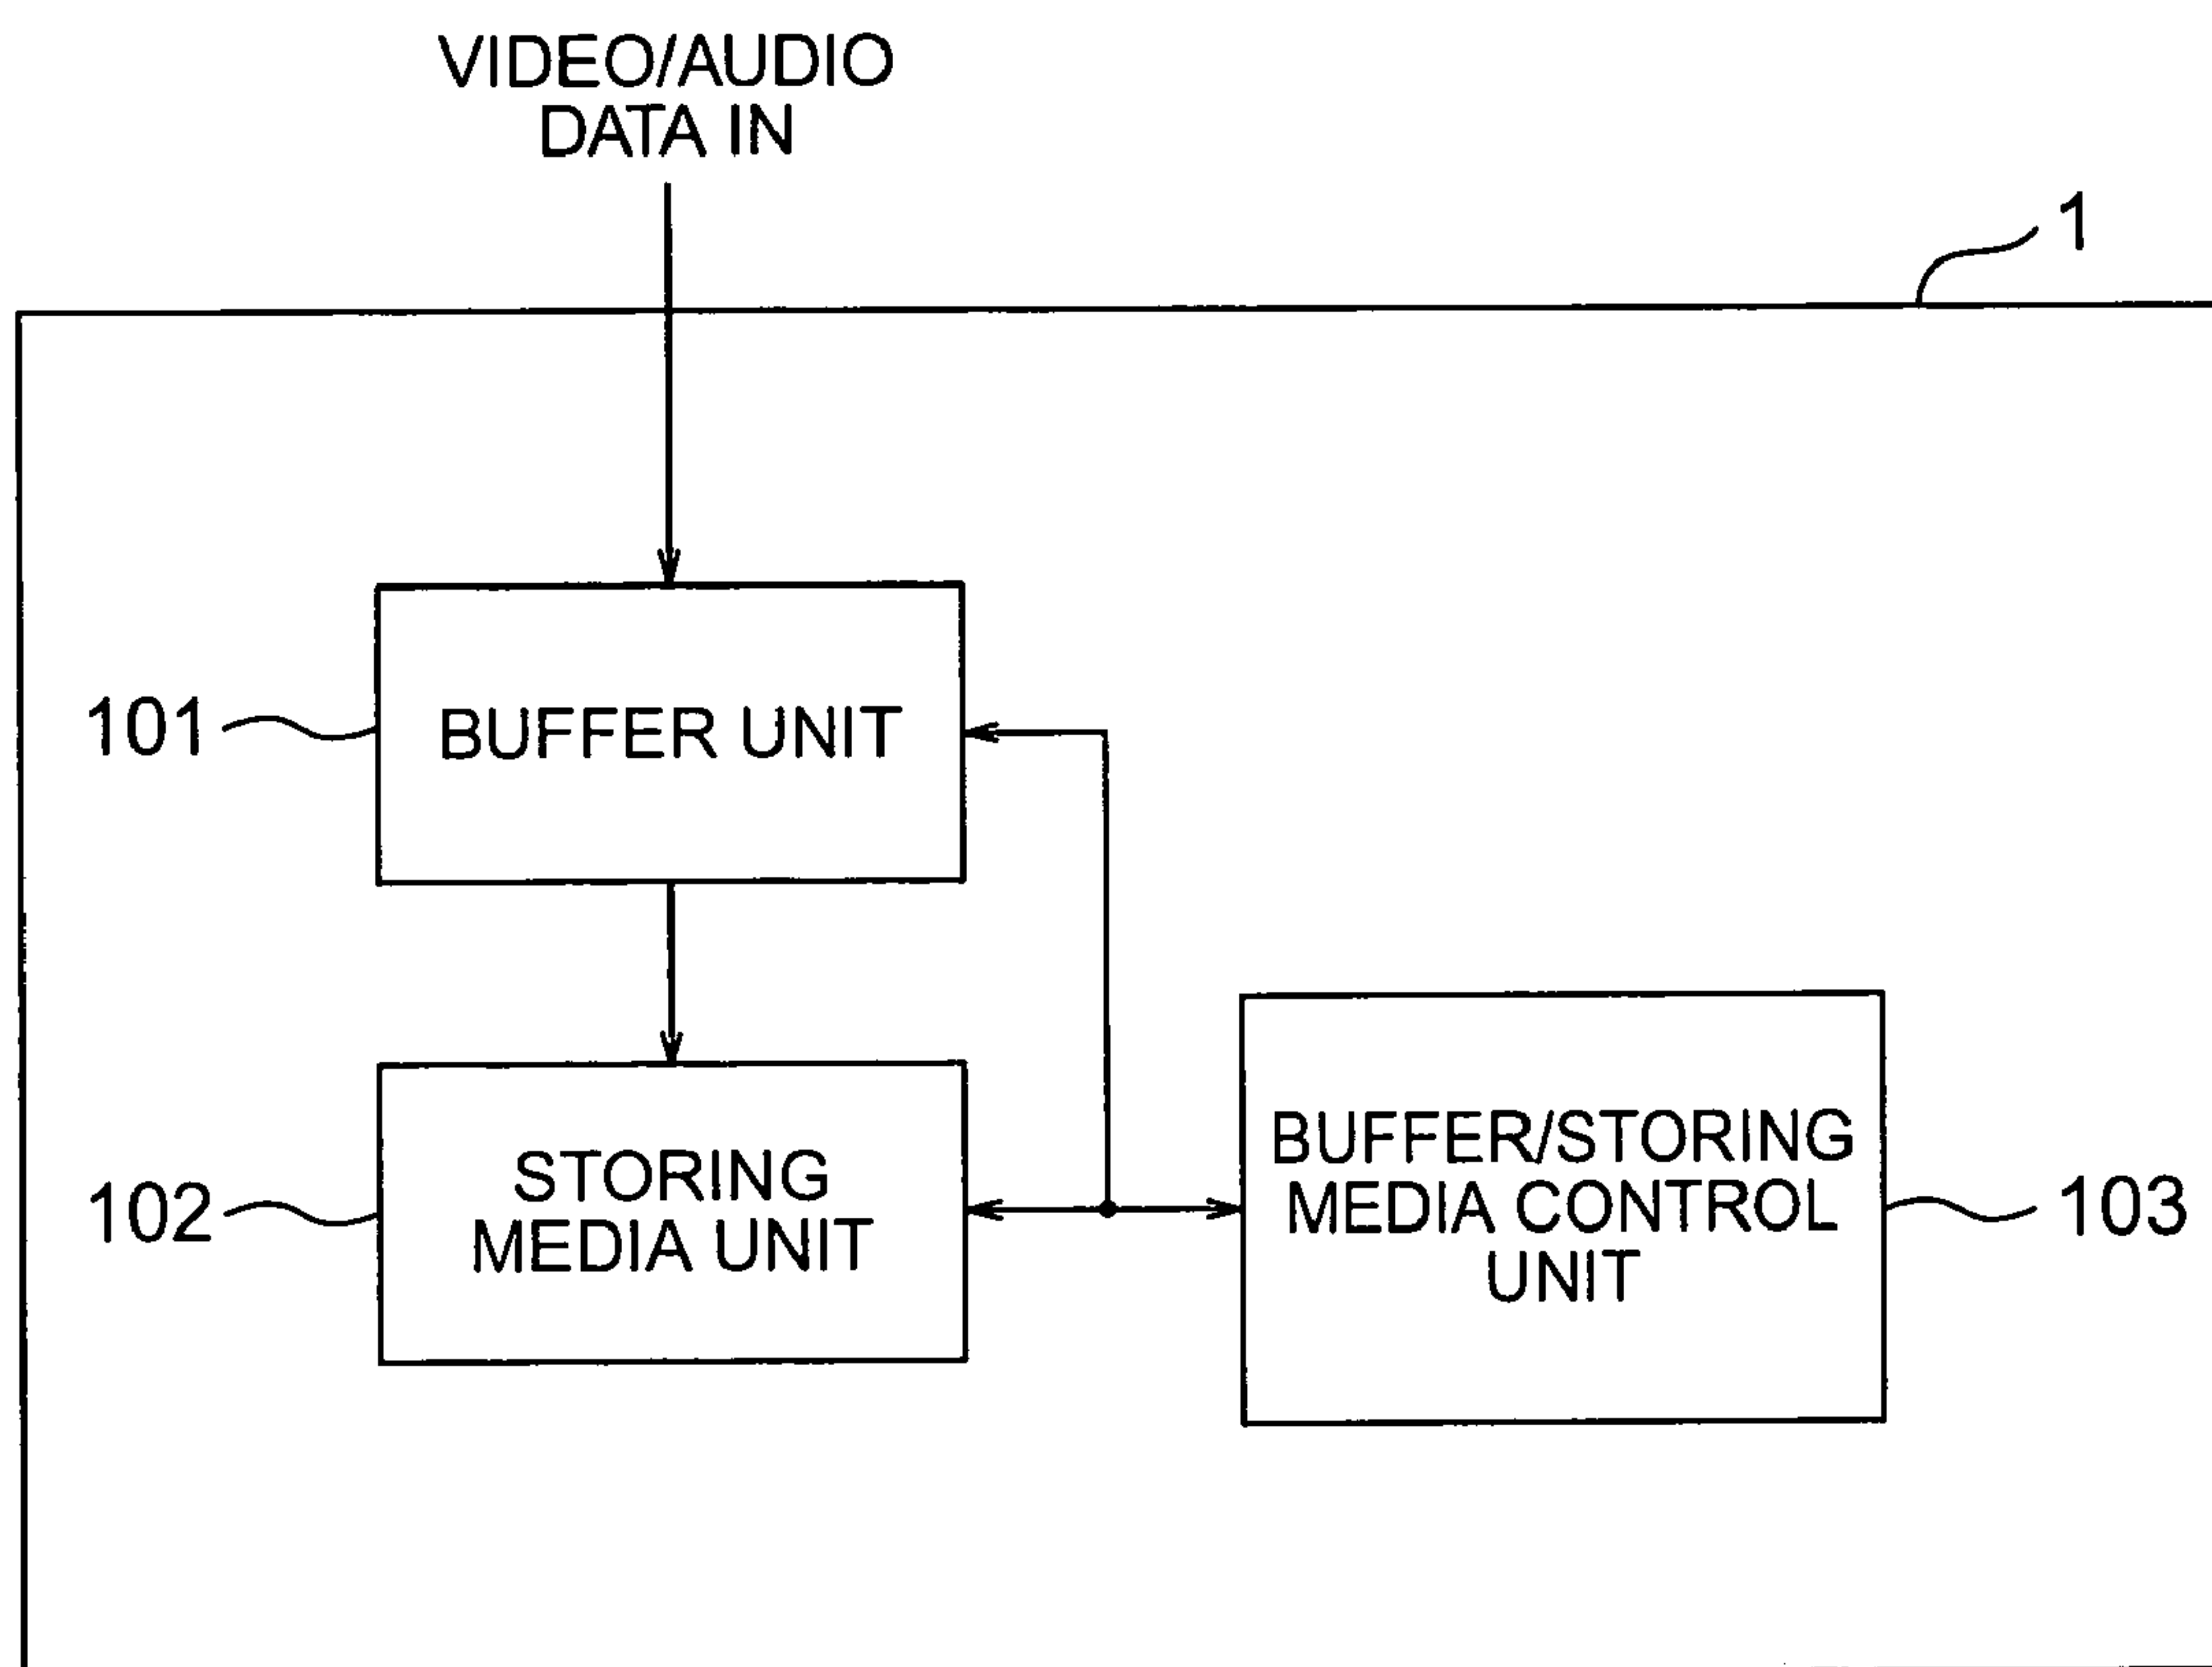 VIDEO/AUDIO
DATA IN
1
101
BUFFER UNIT
102
STORING
MEDIA UNIT
BUFFER/STORING
MEDIA CONTROL
UNIT
103